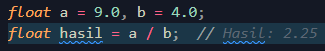 float a = 9.0, b = 4.0;
float hasil = a / b;  // Hasil: 2.25